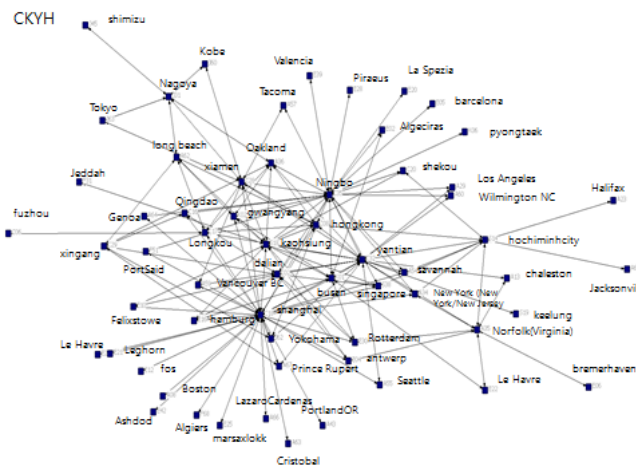 CKYH
shimizu
Kobe
Valencia
La Spezia
Nagoya
Tacoma
Piraeus
barcelona
Tokyo
Algeciras
pyongtaek
long beach
Oakland
xiamen
shekou
Jeddah
Ningbo
Los Angeles
Wilmington NC
Halifax
Qingdao
fuzhou
Genoa
gwangyang
hongkong
hochiminhcity
xingang
Longkou
kaohsiung
yantian
PortSaid
dalian
savannah
chaleston
Jacksonvil
Vancouver BC
busan
singapore
New York (New
York/New Jersey
Felixstowe
hamburg
shanghai
keelung
Norfolk(Virginia)
Le Havre
Leghorn
Yokohama
Rotterdam
antwerp
fos
Prince Rupert
Seattle
Le Havre
bremerhaven
Boston
LazaroCardenas
PortlandOR
Ashdod
Algiers
marsaxlokk
Cristobal